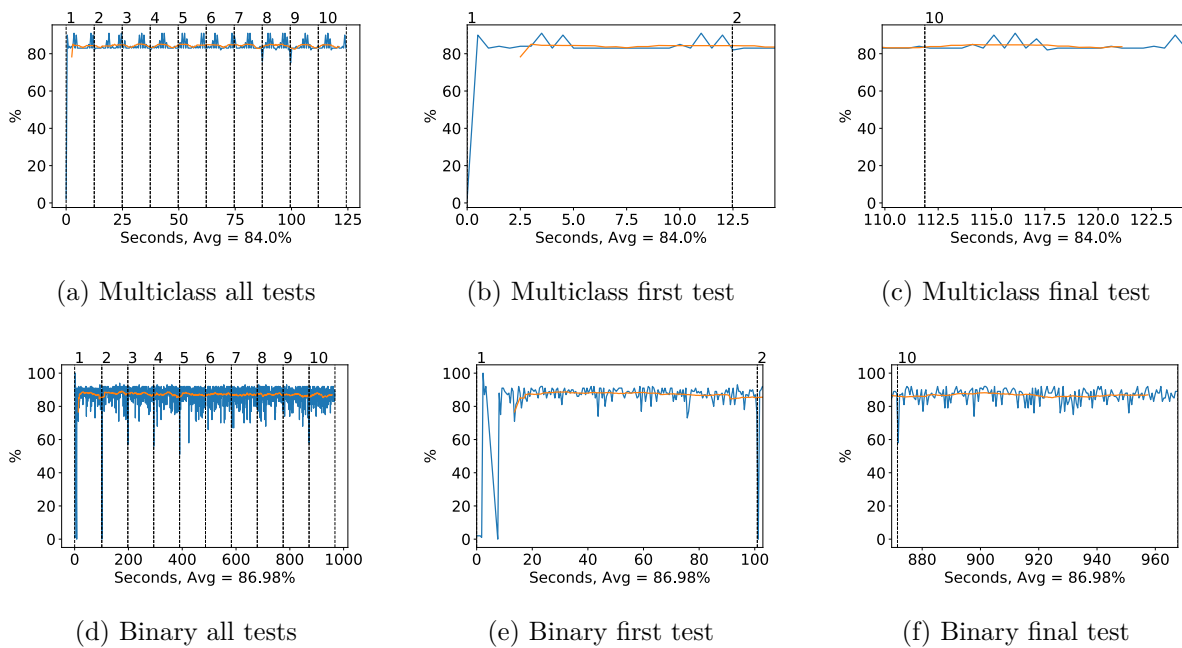 1 2 3 4 5 6 7 8 9 10
80
60
40
20
0
%
0 25 50 75 100 125
Seconds, Avg = 84.0%
(a) Multiclass all tests
1 2
80
60
40
20
0
%
0.0 2.5 5.0 7.5 10.0 12.5
Seconds, Avg = 84.0%
(b) Multiclass first test
10
80
60
40
20
0
%
110.0 112.5 115.0 117.5 120.0 122.5
Seconds, Avg = 84.0%
(c) Multiclass final test
1 2 3 4 5 6 7 8 9 10
100
80
60
40
20
0
%
0 200 400 600 800 1000
Seconds, Avg = 86.98%
(d) Binary all tests
1 2
100
80
60
40
20
0
%
0 20 40 60 80 100
Seconds, Avg = 86.98%
(e) Binary first test
10
100
80
60
40
20
0
%
880 900 920 940 960
Seconds, Avg = 86.98%
(f) Binary final test